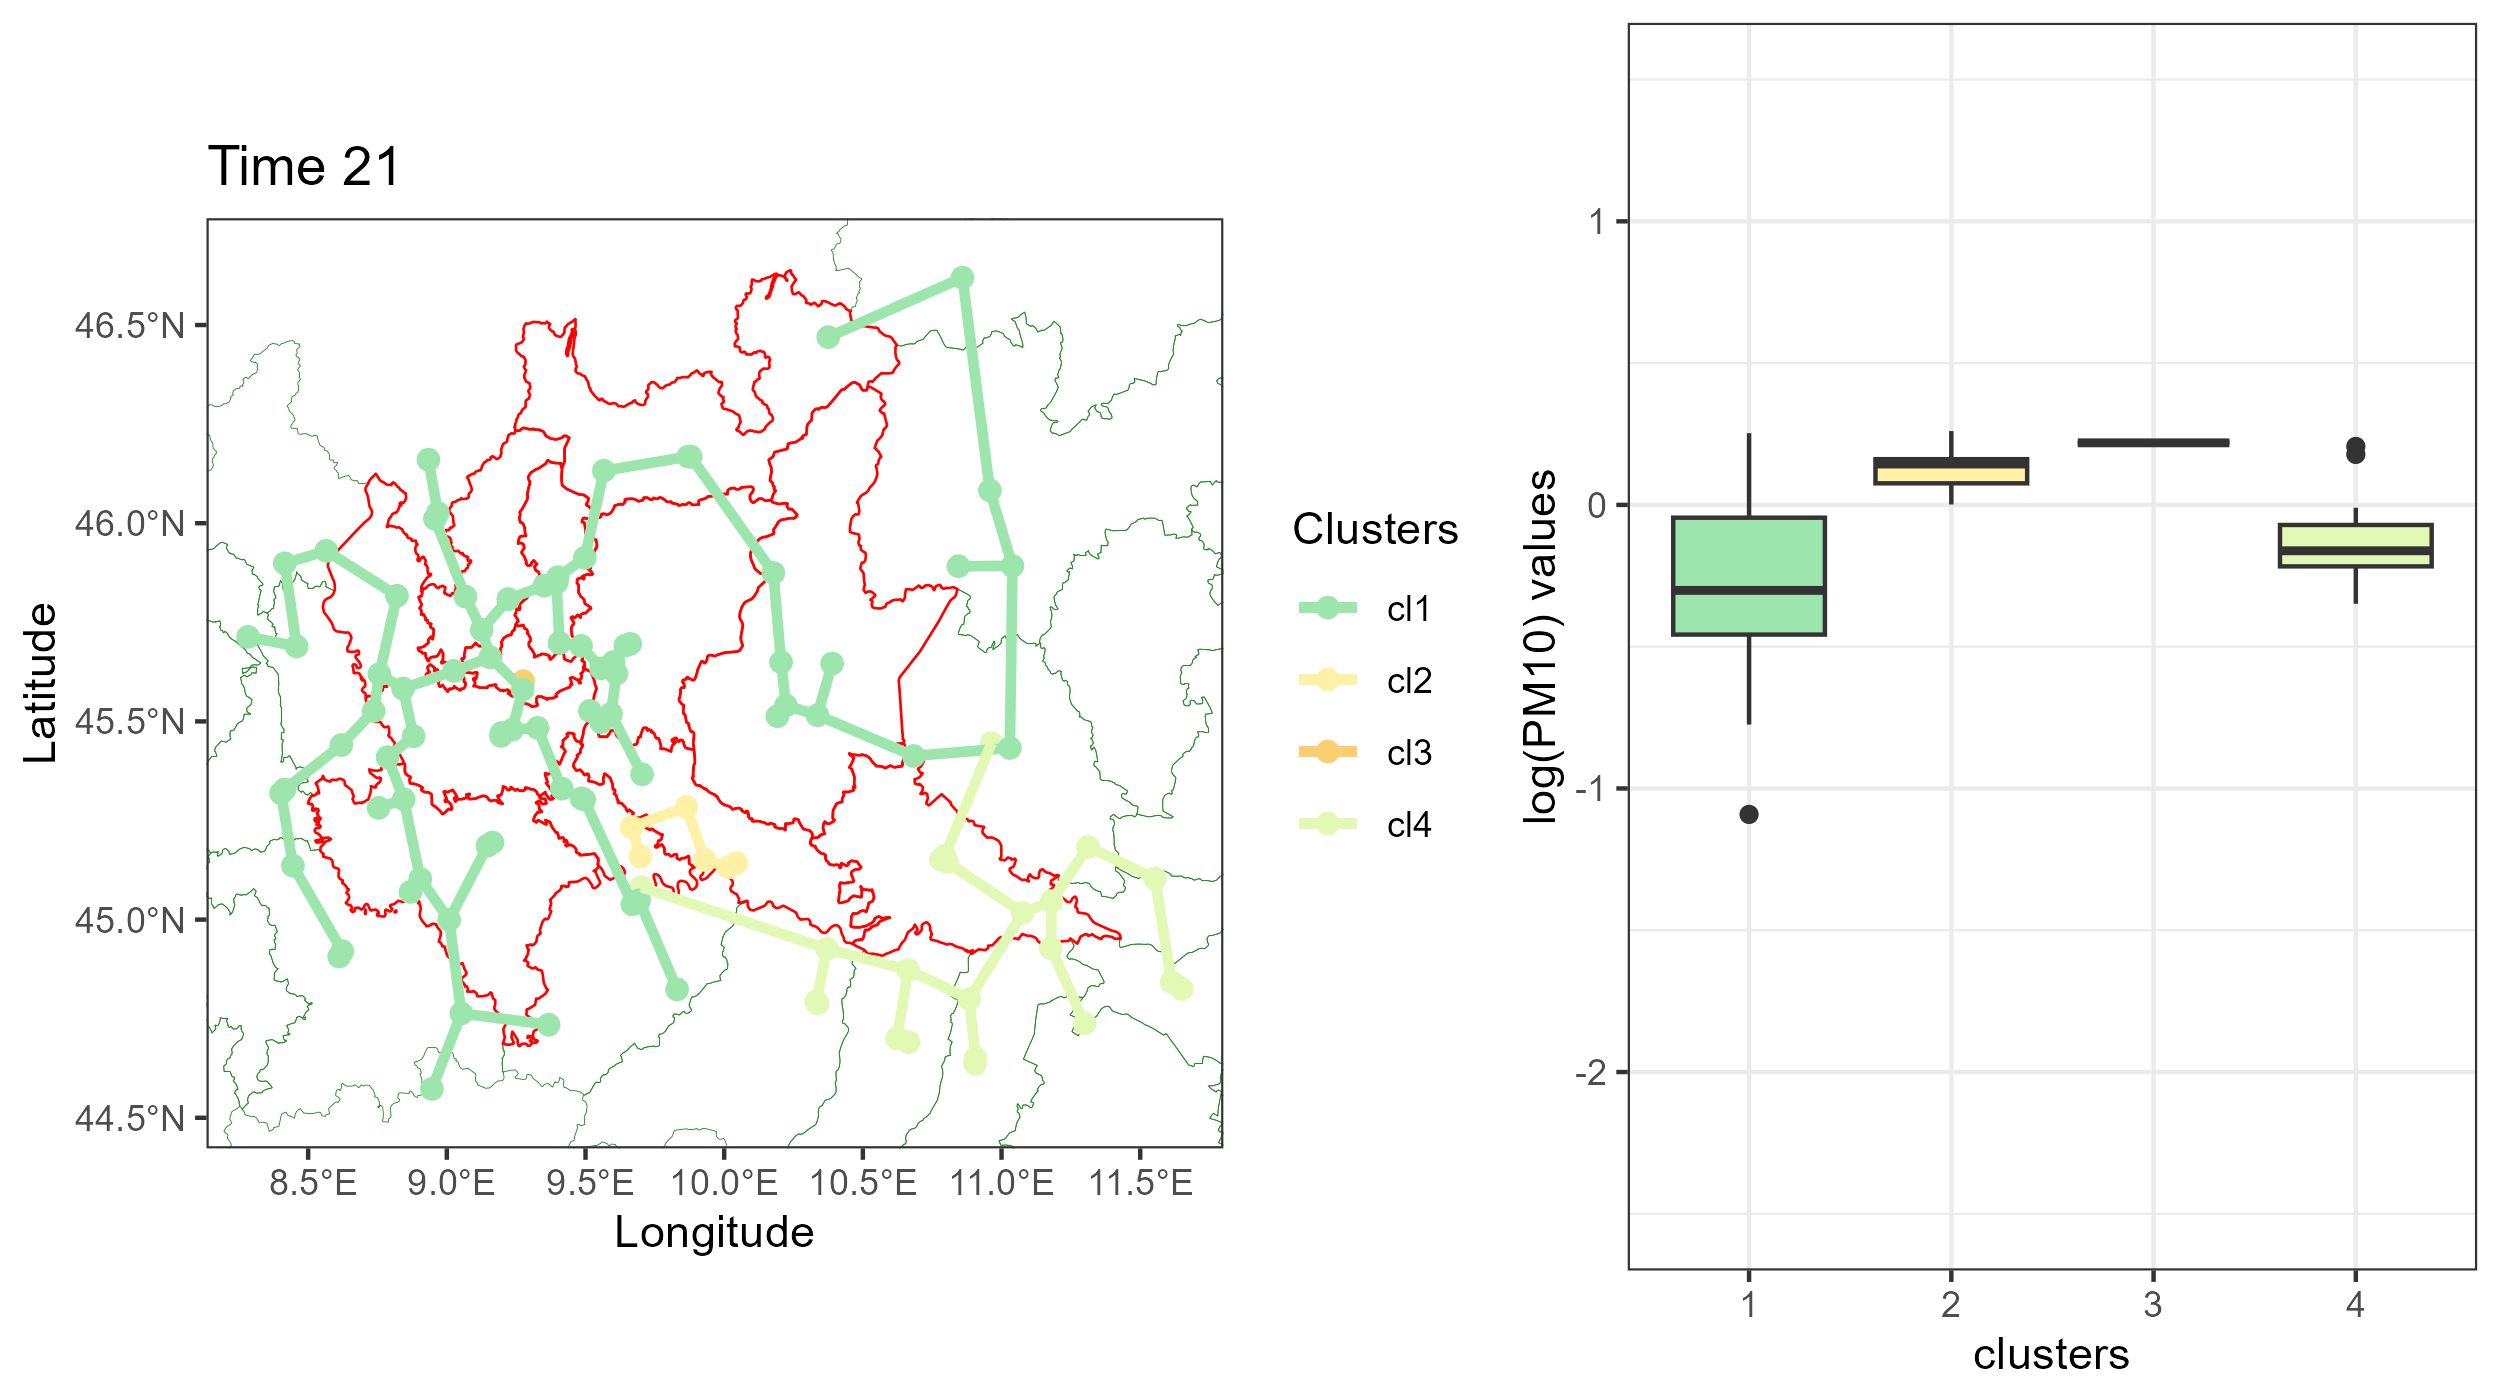 Time 21
46.5°N
46.0°N
45.5°N
45.0°N
44.5°N
Latitude
8.5°E 9.0°E 9.5°E 10.0°E 10.5°E 11.0°E 11.5°E
Longitude
Clusters
cl1
cl2
cl3
cl4
1
0
-1
-2
log(PM10) values
1 2 3 4
clusters